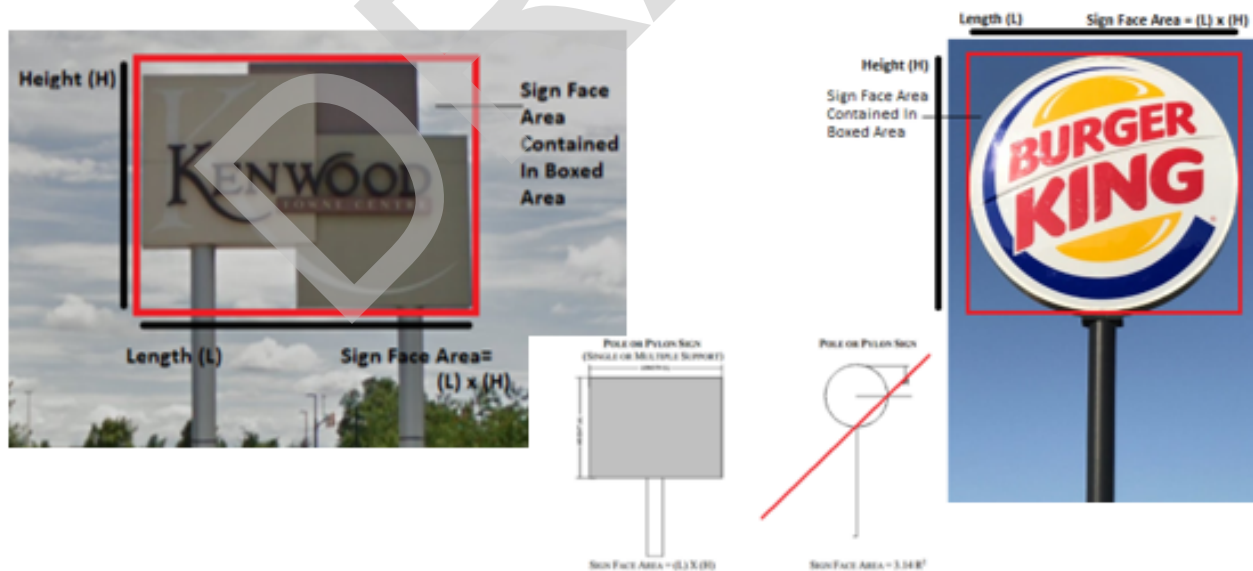 Height (H)
Sign Face
Area
Contained
In Boxed
Area
KENWOOD
TOWNE CENTRE
Length (L)
Sign Face Area=
(L) x (H)
Length (L)
Sign Face Area = (L) x (H)
Height (H)
Sign Face Area
Contained In
Boxed Area
BURGER
KING
POLE OR PYLON SIGN
(SINGLE OR MULTIPLE SUPPORT)
SIGN FACE AREA = (L) X (H)
POLE OR PYLON SIGN
SIGN FACE AREA = 3.14 R²